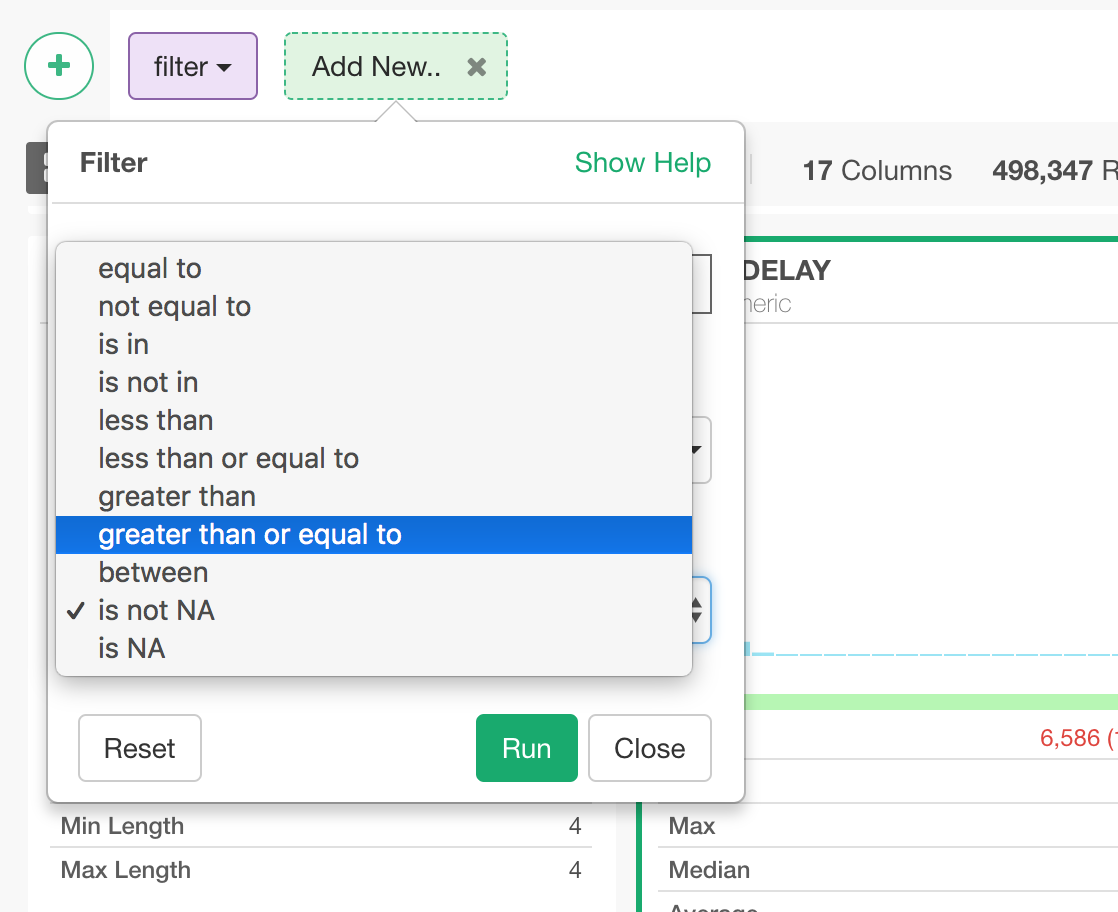 filter
Add New..
Filter
Show Help
17 Columns
498,347
DELAY
equal to
not equal to
is in
is not in
less than
less than or equal to
greater than
greater than or equal to
between
is not NA
is NA
6,586
Reset
Run
Close
Min Length 4
Max
Max Length 4
Median
Average